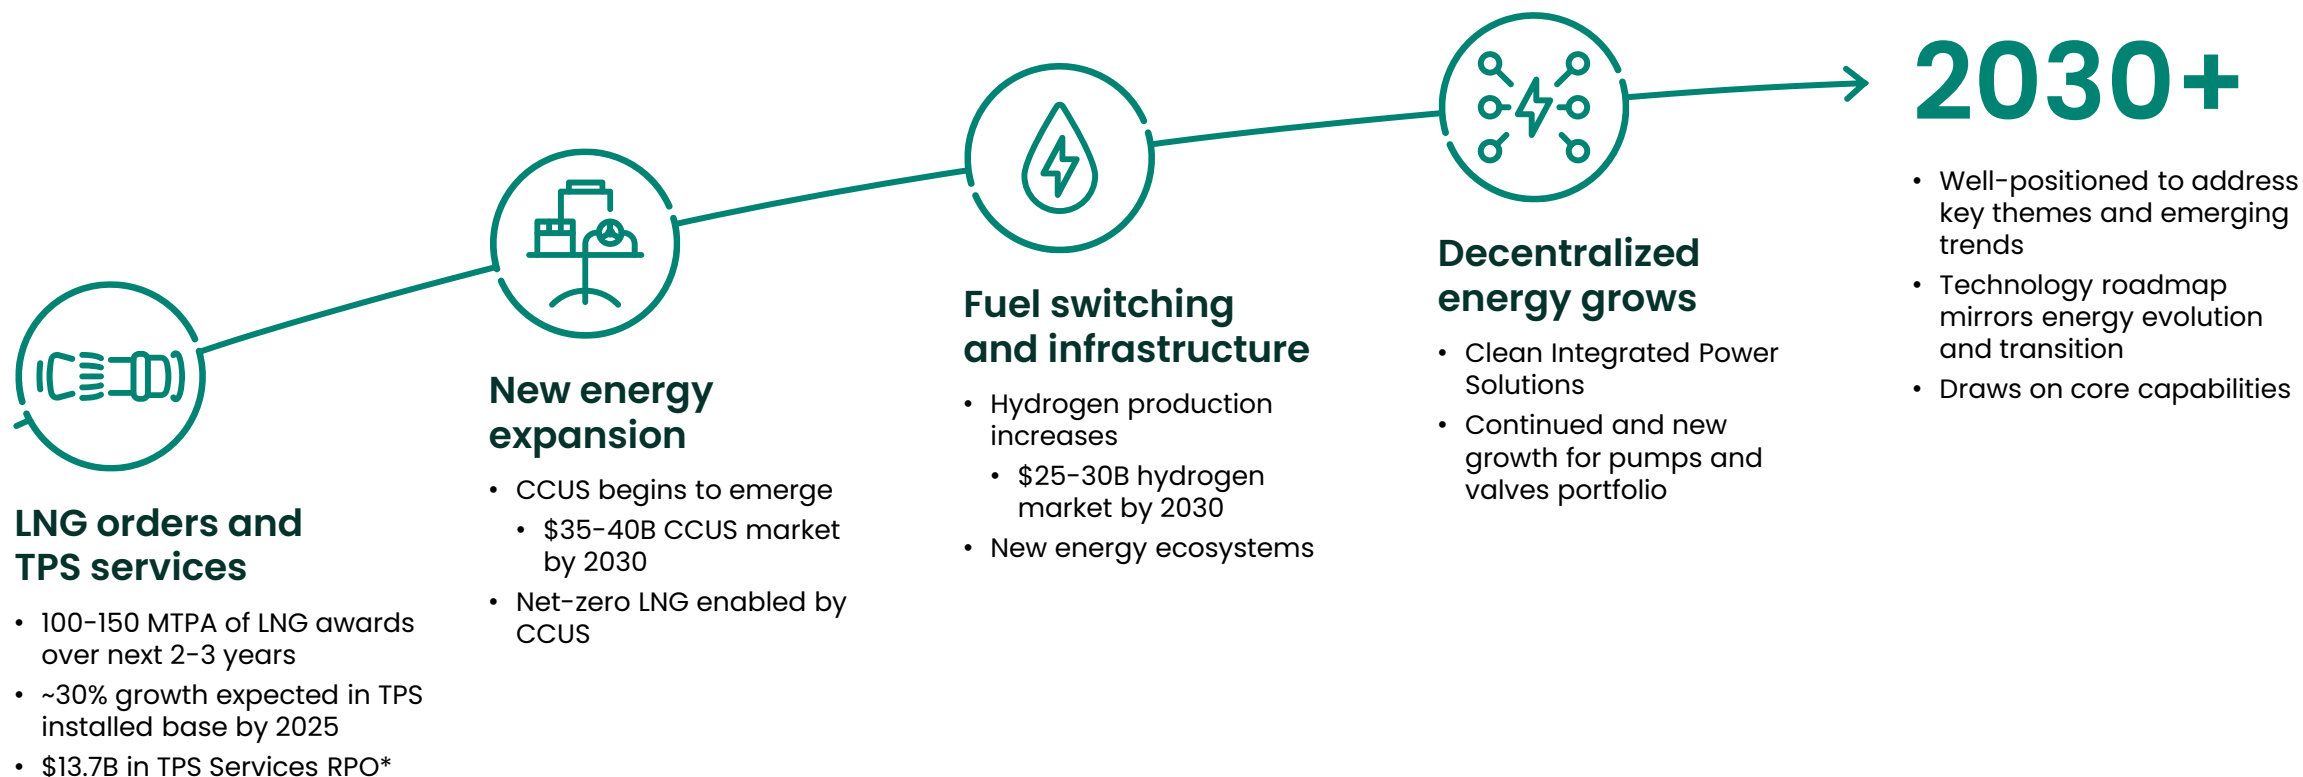 LNG orders and
TPS services
• 100-150 MTPA of LNG awards
over next 2-3 years
• ~30% growth expected in TPS
installed base by 2025
• $13.7B in TPS Services RPO*
New energy
expansion
• CCUS begins to emerge
• $35-40B CCUS market
by 2030
• Net-zero LNG enabled by
CCUS
Fuel switching
and infrastructure
• Hydrogen production
increases
• $25-30B hydrogen
market by 2030
• New energy ecosystems
Decentralized
energy grows
• Clean Integrated Power
Solutions
• Continued and new
growth for pumps and
valves portfolio
2030+
• Well-positioned to address
key themes and emerging
trends
• Technology roadmap
mirrors energy evolution
and transition
• Draws on core capabilities